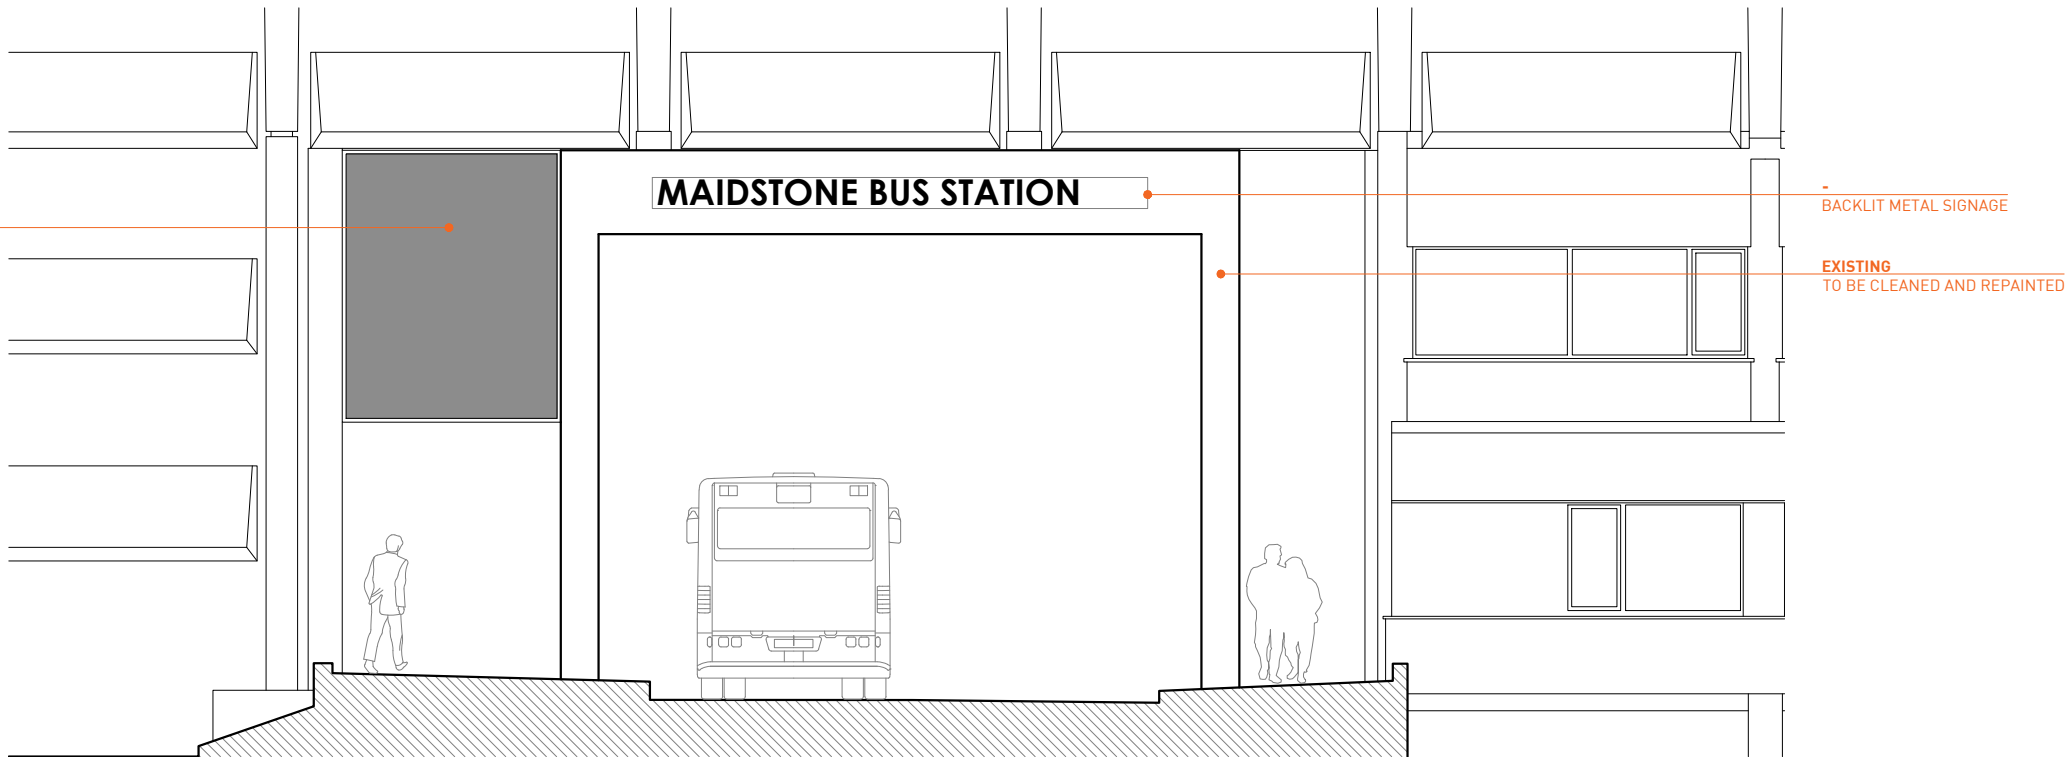 MAIDSTONE BUS STATION
-
BACKLIT METAL SIGNAGE
EXISTING
TO BE CLEANED AND REPAINTED